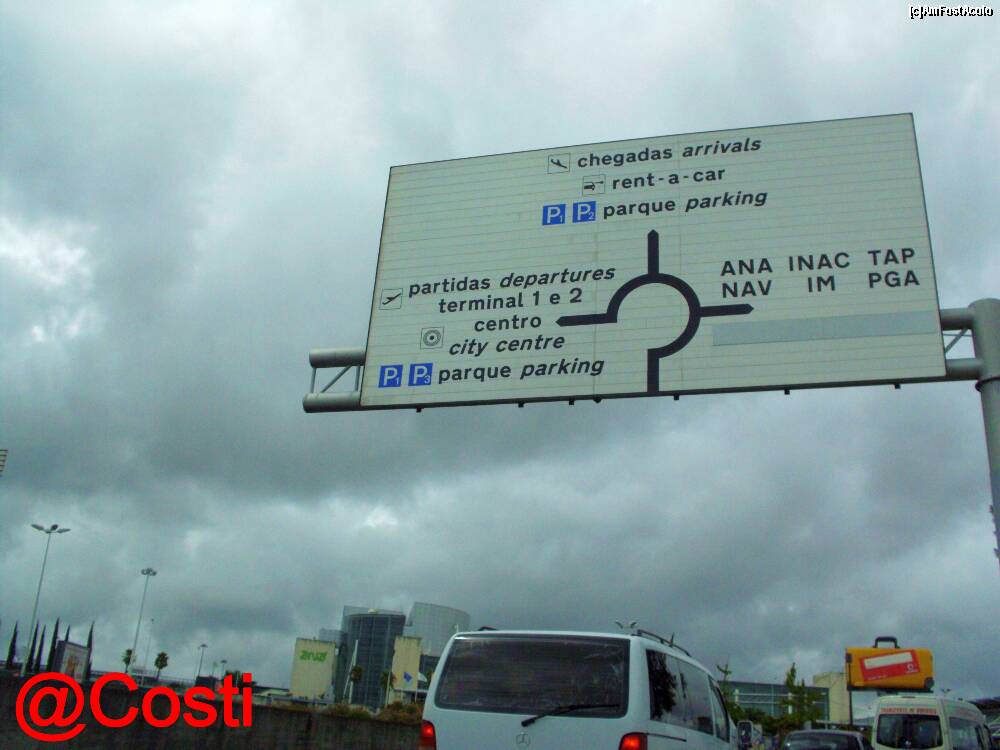 [c]AmFostAcolo
chegadas arrivals
rent-a-car
P1 P2 parque parking
partidas departures
terminal 1 e 2
centro
city centre
P1 P3 parque parking
ANA INAC TAP
NAV IM PGA
@Costi